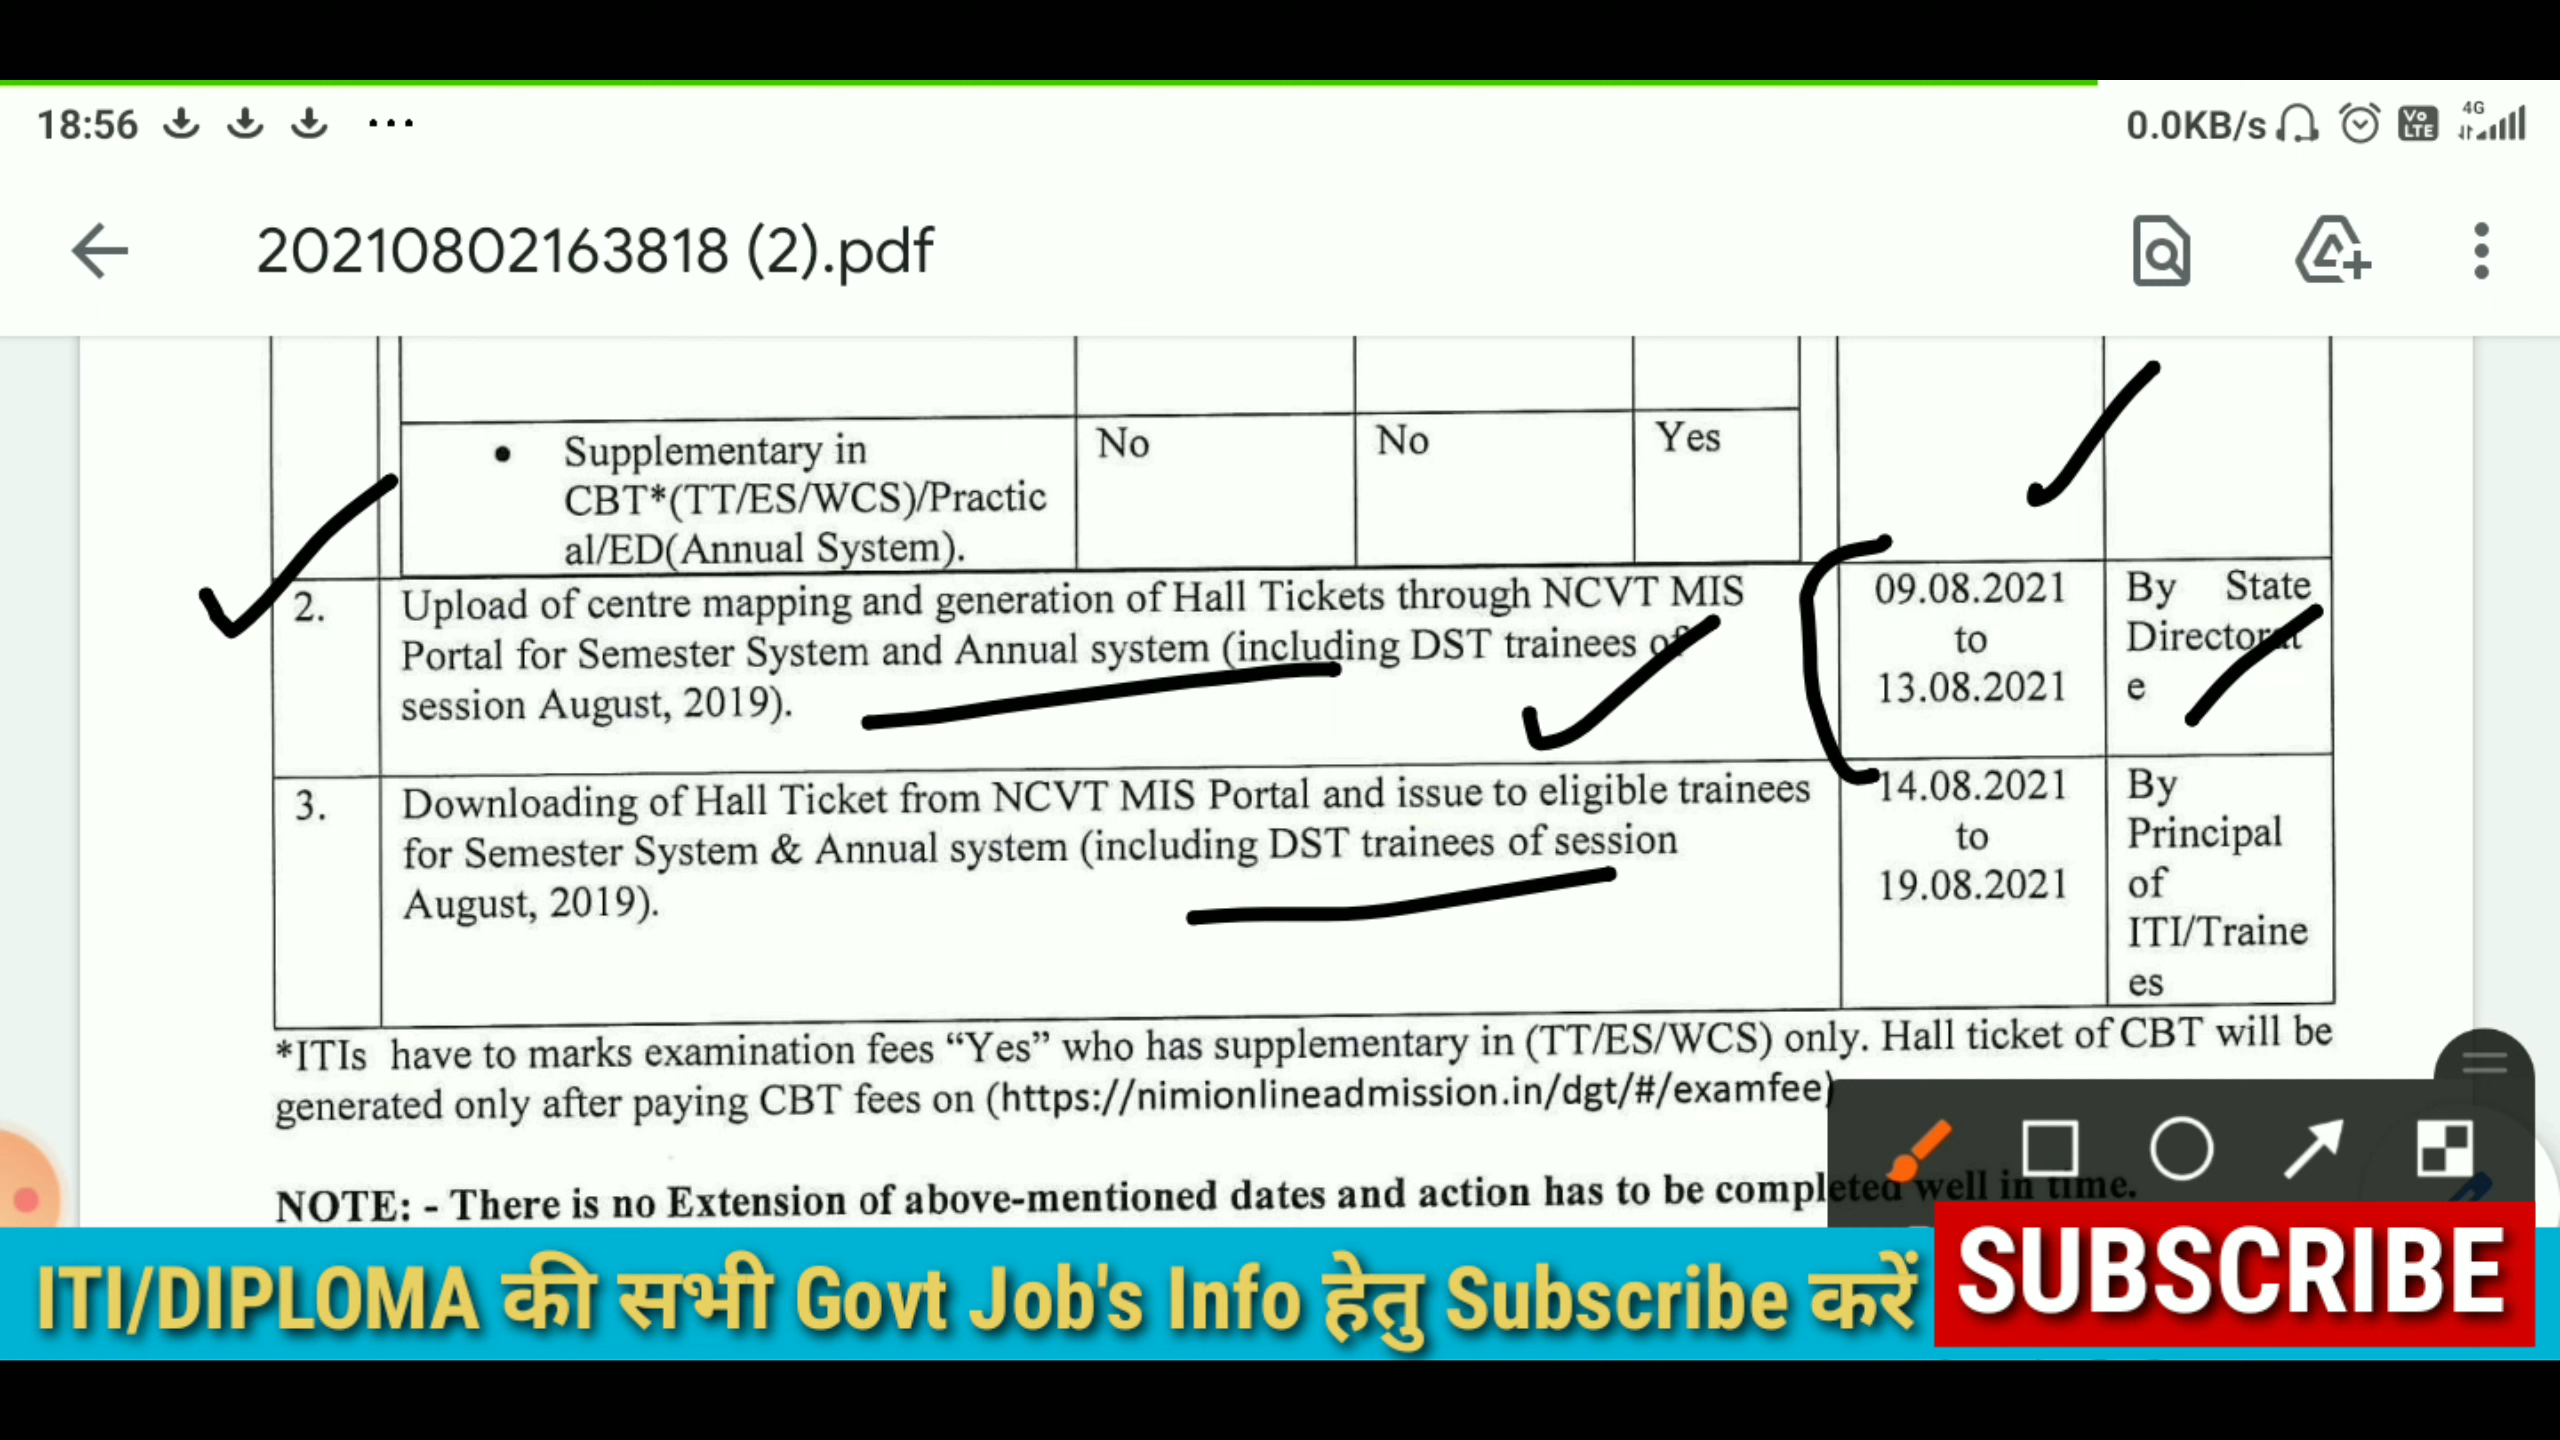 18:56 ... 0.0KB/s Vo LTE 4G
20210802163818 (2).pdf
• Supplementary in No No Yes
CBT*(TT/ES/WCS)/Practic
al/ED(Annual System).
2. Upload of centre mapping and generation of Hall Tickets through NCVT MIS 09.08.2021 By State
Portal for Semester System and Annual system (including DST trainees of to Directorat
session August, 2019). 13.08.2021 e
3. Downloading of Hall Ticket from NCVT MIS Portal and issue to eligible trainees 14.08.2021 By
for Semester System & Annual system (including DST trainees of session to Principal
August, 2019). 19.08.2021 of
ITI/Traine
es
*ITIs have to marks examination fees “Yes” who has supplementary in (TT/ES/WCS) only. Hall ticket of CBT will be
generated only after paying CBT fees on (https://nimionlineadmission.in/dgt/#/examfee)
NOTE: - There is no Extension of above-mentioned dates and action has to be completed well in time.
ITI/DIPLOMA की सभी Govt Job's Info हेतु Subscribe करें SUBSCRIBE